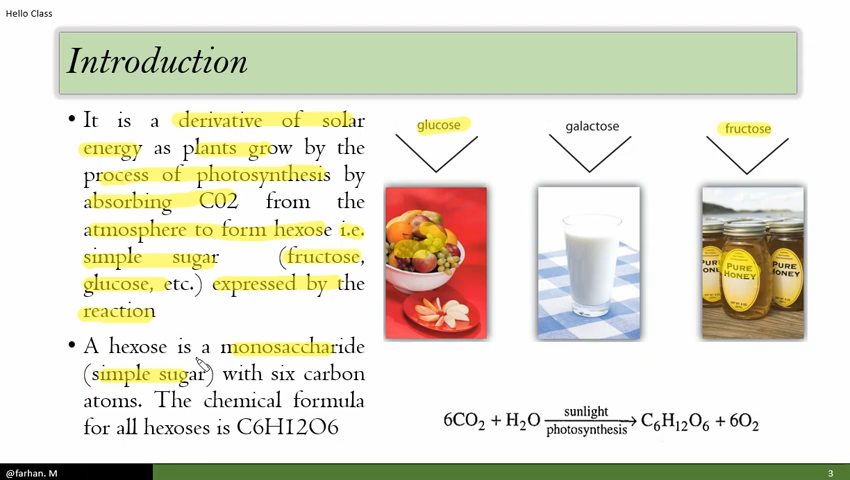 Hello Class
Introduction
• It is a derivative of solar
energy as plants grow by the
process of photosynthesis by
absorbing C02 from the
atmosphere to form hexose i.e.
simple sugar (fructose,
glucose, etc.) expressed by the
reaction
• A hexose is a monosaccharide
(simple sugar) with six carbon
atoms. The chemical formula
for all hexoses is C6H12O6
glucose
galactose
fructose
PURE
HONEY
PURE
HONEY
6CO₂ + H₂O sunlight photosynthesis → C₆H₁₂O₆ + 6O₂
@farhan. M
3